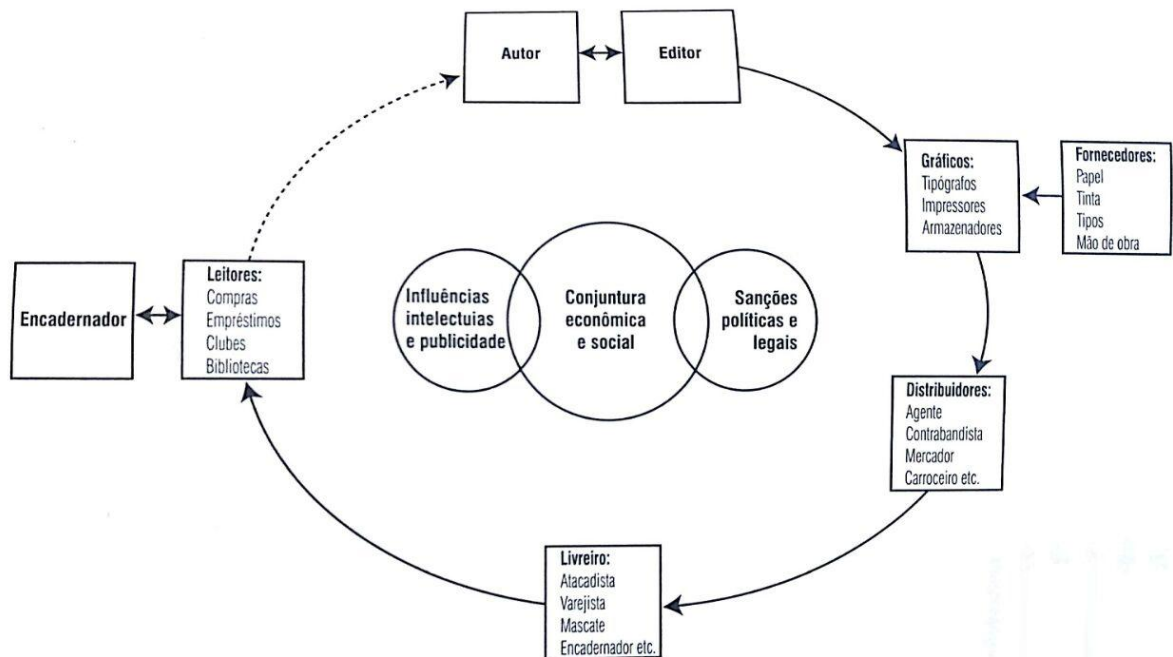 Autor
Editor
Gráficos:
Tipógrafos
Impressores
Armazenadores
Fornecedores:
Papel
Tinta
Tipos
Mão de obra
Encadernador
Leitores:
Compras
Empréstimos
Clubes
Bibliotecas
Influências
intelectuias
e publicidade
Conjuntura
econômica
e social
Sanções
políticas e
legais
Distribuidores:
Agente
Contrabandista
Mercador
Carroceiro etc.
Livreiro:
Atacadista
Varejista
Mascate
Encadernador etc.